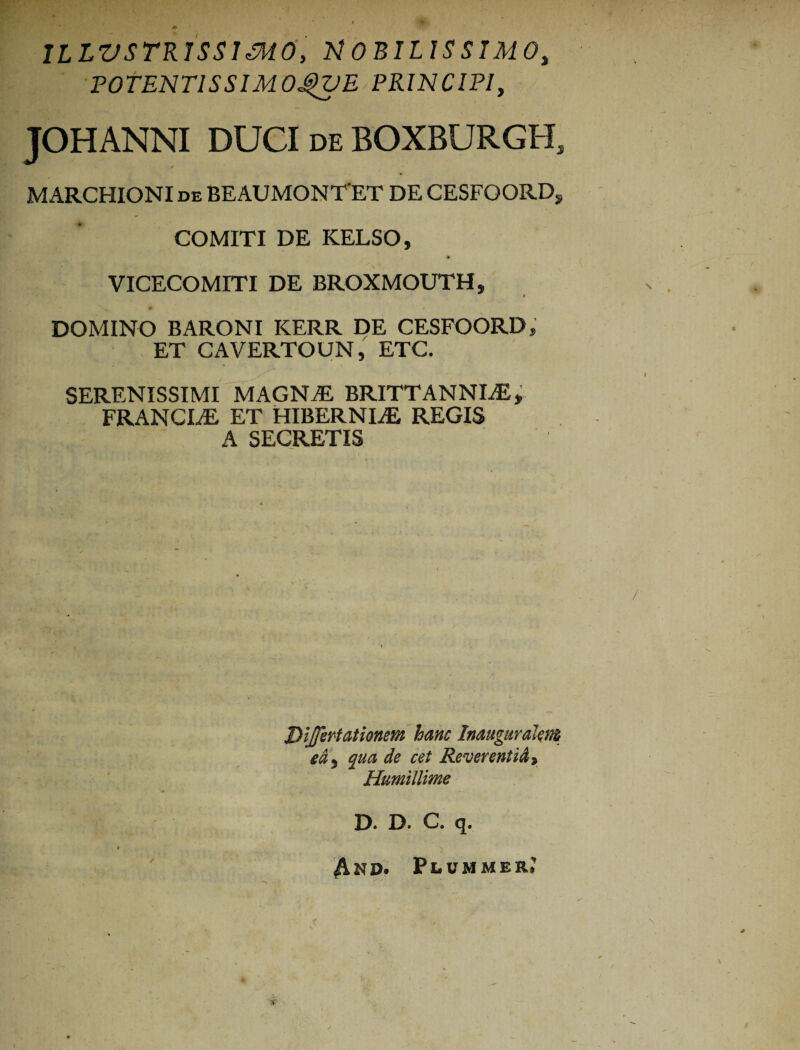 ILLVSTRISSIMO, NOBILISSIMO,
POTENTISSIMOQVE PRINCIPI,
JOHANNI DUCI DE BOXBURGH,
MARCHIONI DE BEAUMONT ET DE CESFOORD,
COMITI DE KELSO,
VICECOMITI DE BROXMOUTH,
DOMINO BARONI KERR DE CESFOORD,
ET CAVERTOUN, ETC.
SERENISSIMI MAGNÆ BRITTANNIÆ,
FRANCIÆ ET HIBERNIÆ REGIS
A SECRETIS
Dissertationem hanc Inauguralem
eâ, qua de cet Reverentiâ,
Humillime
D. D. C. q.
AND. PLUMMER.